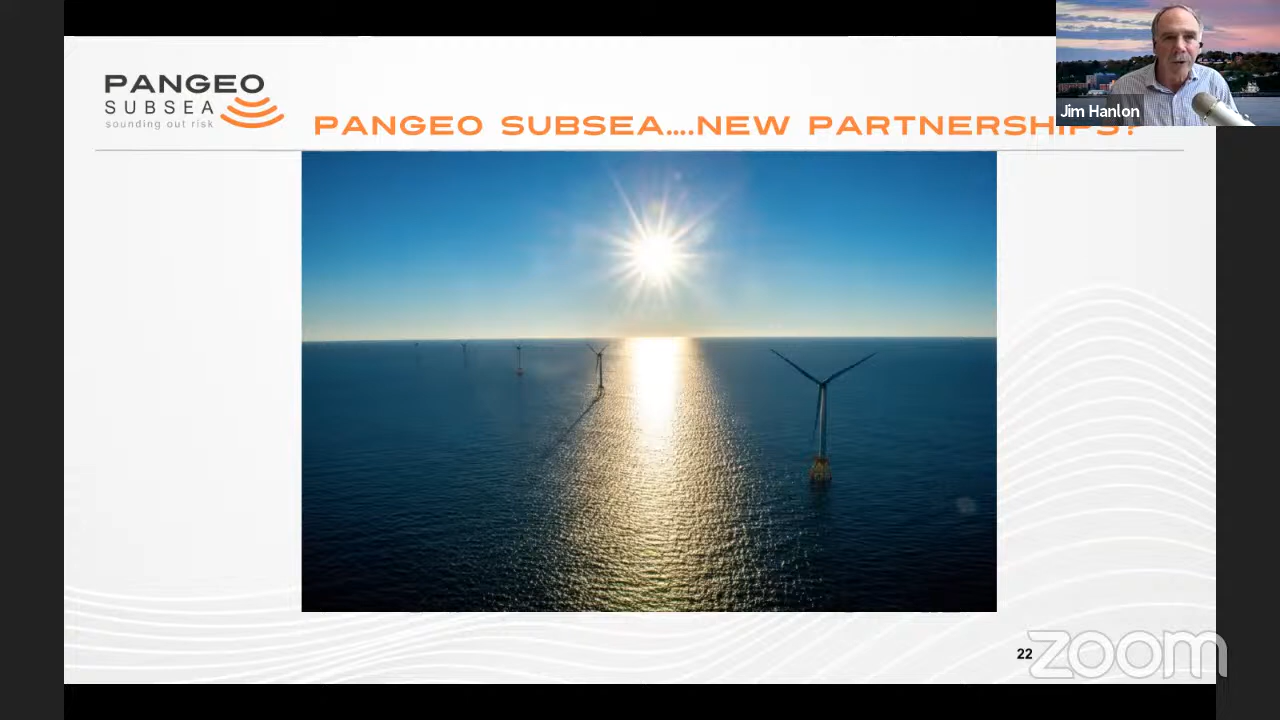 PANGEO
SUBSEA
sounding out risk
PANGEO SUBSEA....NEW PARTNERSHIPS?
Jim Hanlon
22
zoom